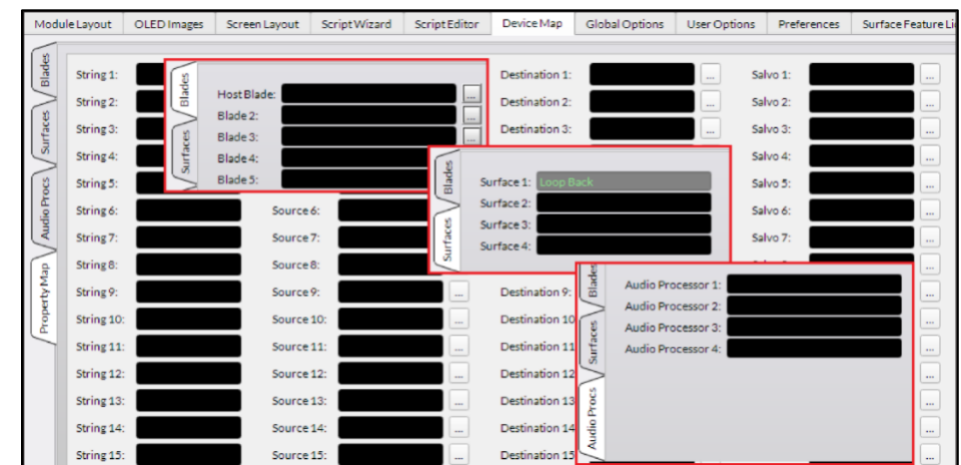 Module Layout OLED Images Screen Layout Script Wizard Script Editor Device Map Global Options User Options Preferences Surface Feature
Blades
Surfaces
Audio Procs
Property Map
String 1: Destination 1: ... Salvo 1: ...
String 2: Destination 2: ... Salvo 2: ...
String 3: Destination 3: ... Salvo 3: ...
String 4: Salvo 4: ...
String 5: Salvo 5: ...
String 6: Source 6: Salvo 6: ...
String 7: Source 7: Salvo 7: ...
String 8: Source 8: ...
String 9: Source 9: ... Destination 9: ...
String 10: Source 10: ... Destination 10 ...
String 11: Source 11: ... Destination 11 ...
String 12: Source 12: ... Destination 12 ...
String 13: Source 13: ... Destination 13 ...
String 14: Source 14: ... Destination 14 ...
String 15: Source 15: ... Destination 15 ...
Blades
Surfaces
Host Blade: ...
Blade 2: ...
Blade 3: ...
Blade 4:
Blade 5:
Blades
Surfaces
Surface 1: Loop Back
Surface 2:
Surface 3:
Surface 4:
Blades
Surfaces
Audio Procs
Audio Processor 1:
Audio Processor 2:
Audio Processor 3:
Audio Processor 4: